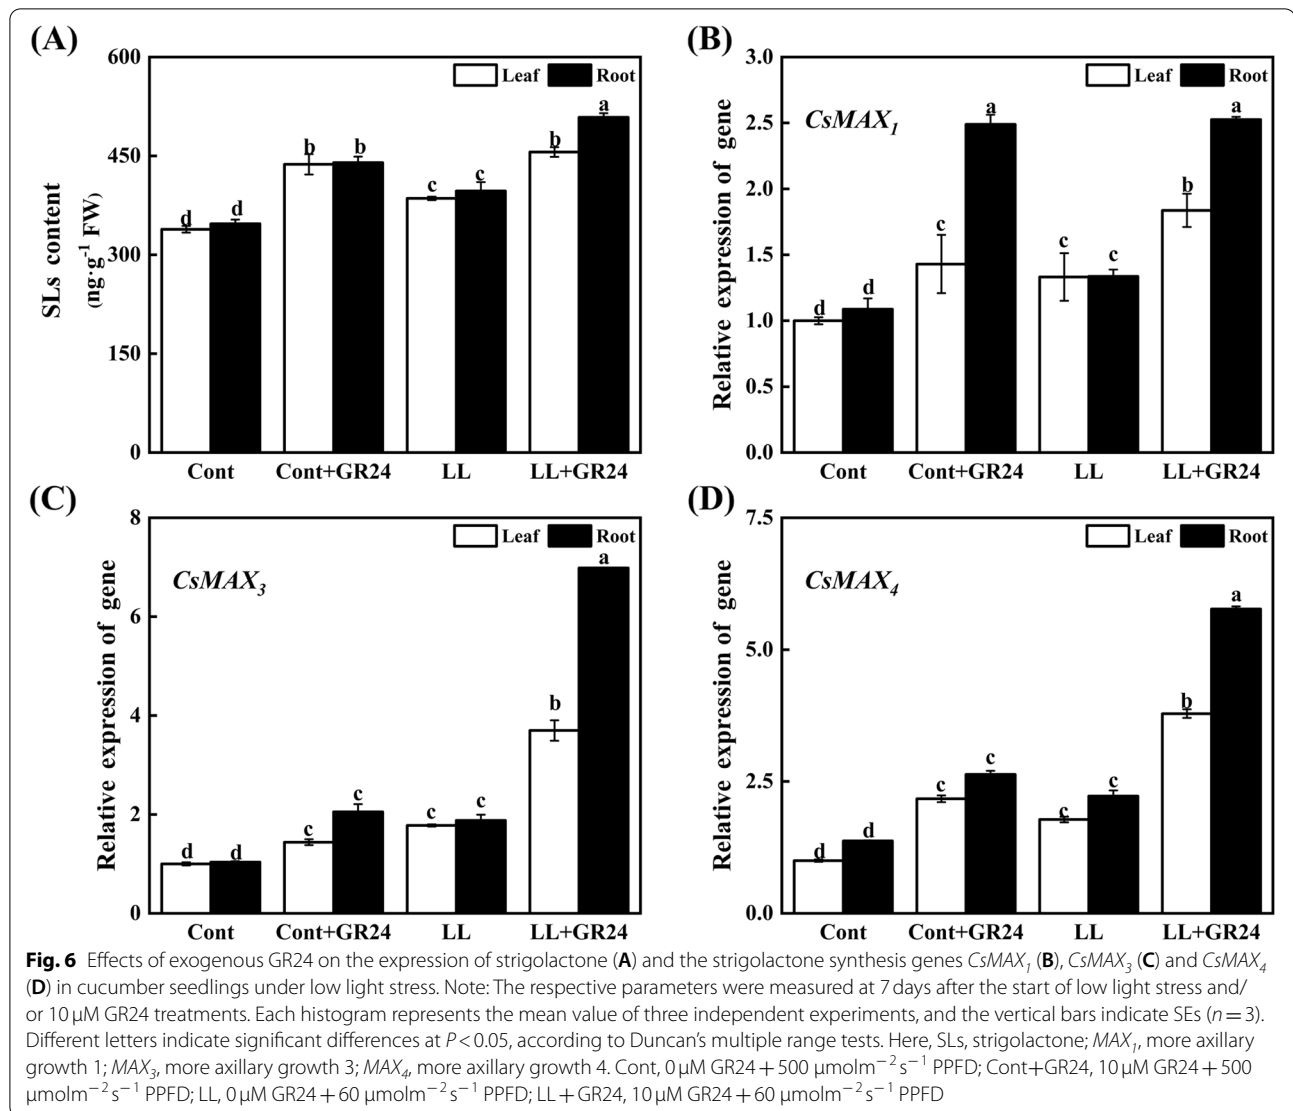 (A)
600
450
300
150
0
SLs content
(ng·g⁻¹ FW)
Leaf Root
d d b b c c b a
Cont Cont+GR24 LL LL+GR24
(B)
3.0
2.5
2.0
1.5
1.0
0.5
0.0
Relative expression of gene
CsMAX₁
Leaf Root
d d c a c c b a
Cont Cont+GR24 LL LL+GR24
(C)
8
6
4
2
0
Relative expression of gene
CsMAX₃
Leaf Root
d d c c c c b a
Cont Cont+GR24 LL LL+GR24
(D)
7.5
5.0
2.5
0.0
Relative expression of gene
CsMAX₄
Leaf Root
d d c c c c b a
Cont Cont+GR24 LL LL+GR24
Fig. 6 Effects of exogenous GR24 on the expression of strigolactone (A) and the strigolactone synthesis genes CsMAX₁ (B), CsMAX₃ (C) and CsMAX₄
(D) in cucumber seedlings under low light stress. Note: The respective parameters were measured at 7 days after the start of low light stress and/
or 10 μM GR24 treatments. Each histogram represents the mean value of three independent experiments, and the vertical bars indicate SEs (n = 3).
Different letters indicate significant differences at P < 0.05, according to Duncan's multiple range tests. Here, SLs, strigolactone; MAX₁, more axillary
growth 1; MAX₃, more axillary growth 3; MAX₄, more axillary growth 4. Cont, 0 μM GR24 + 500 μmolm⁻² s⁻¹ PPFD; Cont+GR24, 10 μM GR24 + 500
μmolm⁻² s⁻¹ PPFD; LL, 0 μM GR24 + 60 μmolm⁻² s⁻¹ PPFD; LL + GR24, 10 μM GR24 + 60 μmolm⁻² s⁻¹ PPFD